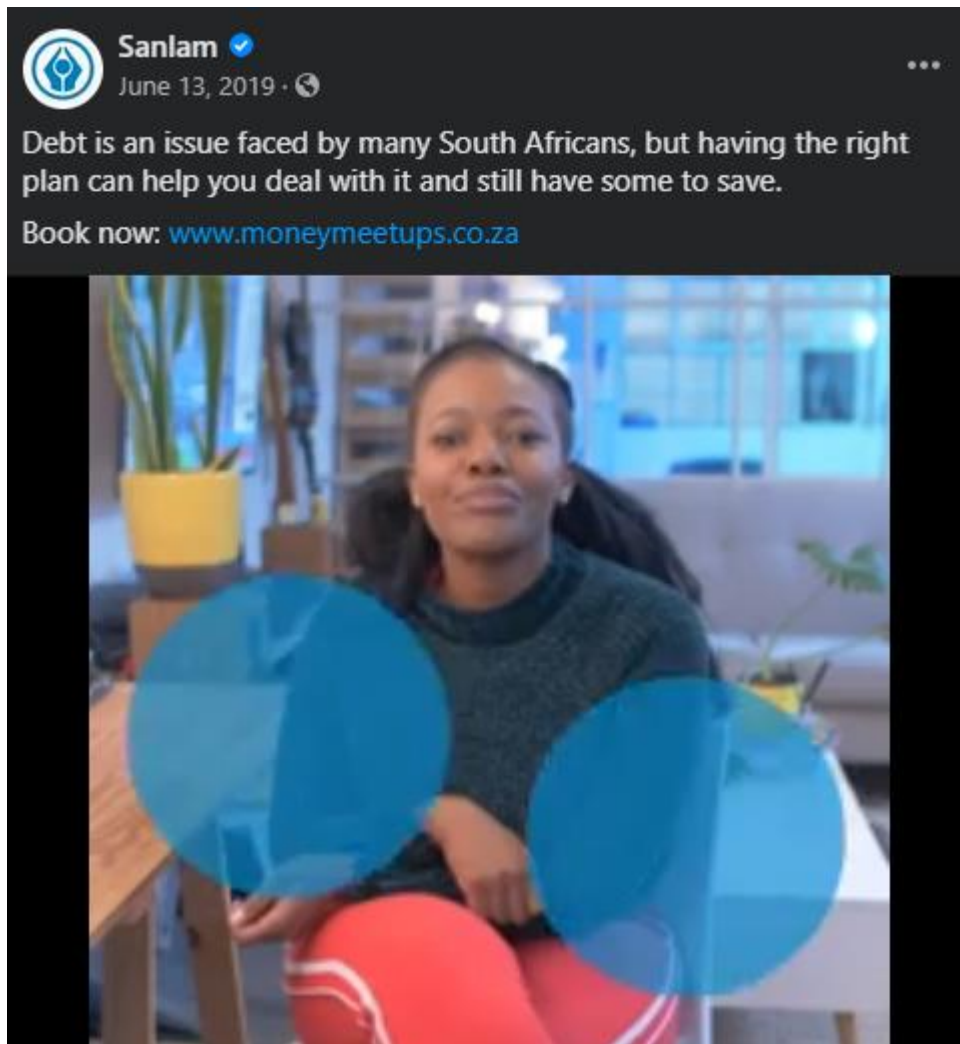 Sanlam
June 13, 2019 ·
Debt is an issue faced by many South Africans, but having the right
plan can help you deal with it and still have some to save.
Book now: www.moneymeetups.co.za